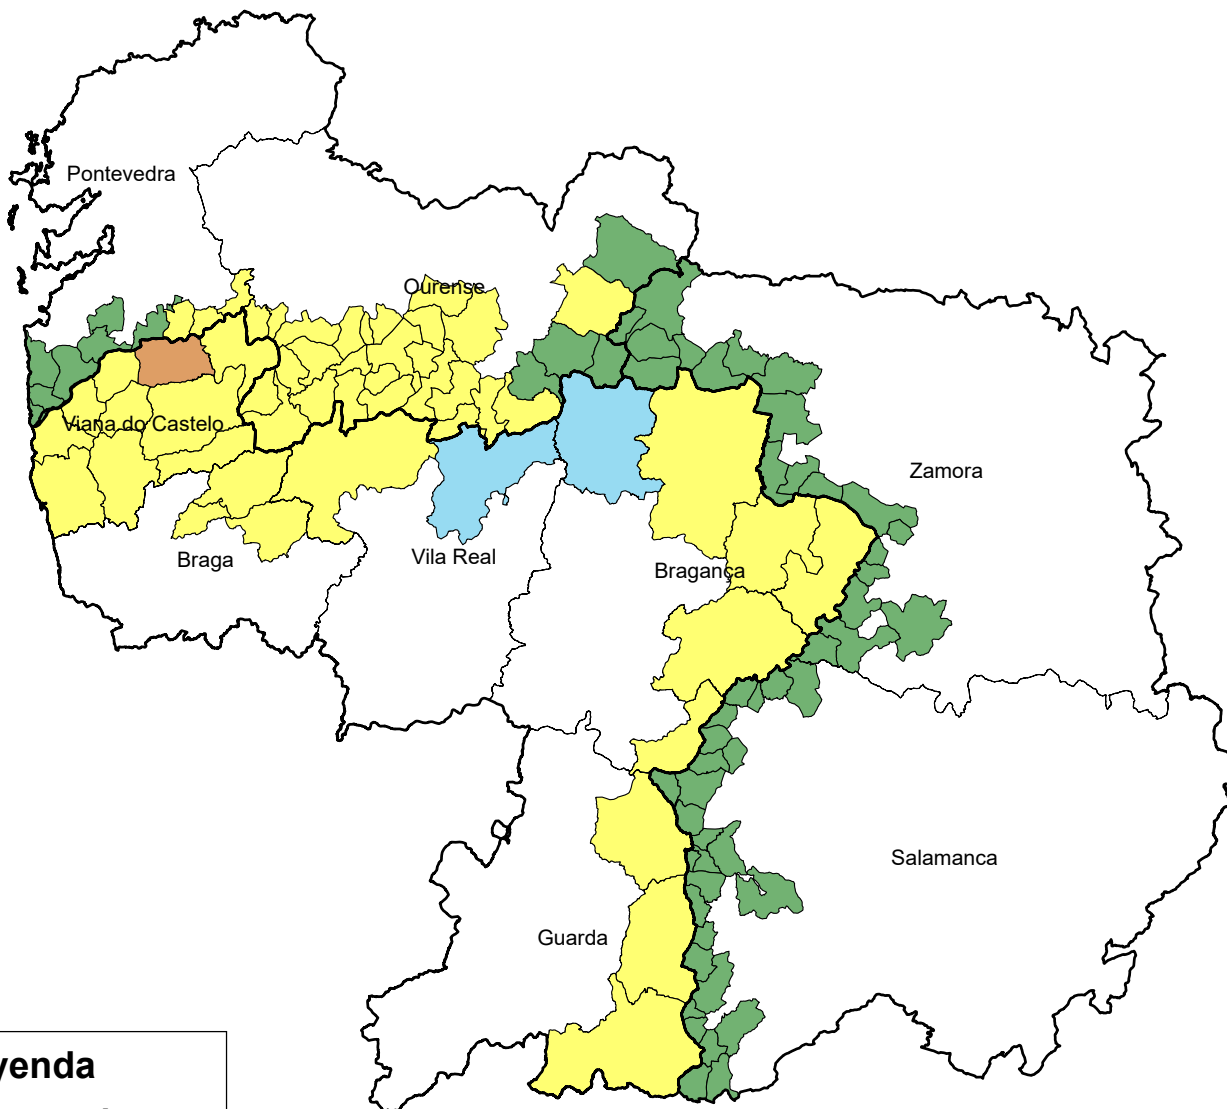 Pontevedra
Ourense
Viana do Castelo
Zamora
Braga
Vila Real
Bragança
Salamanca
Guarda
yenda